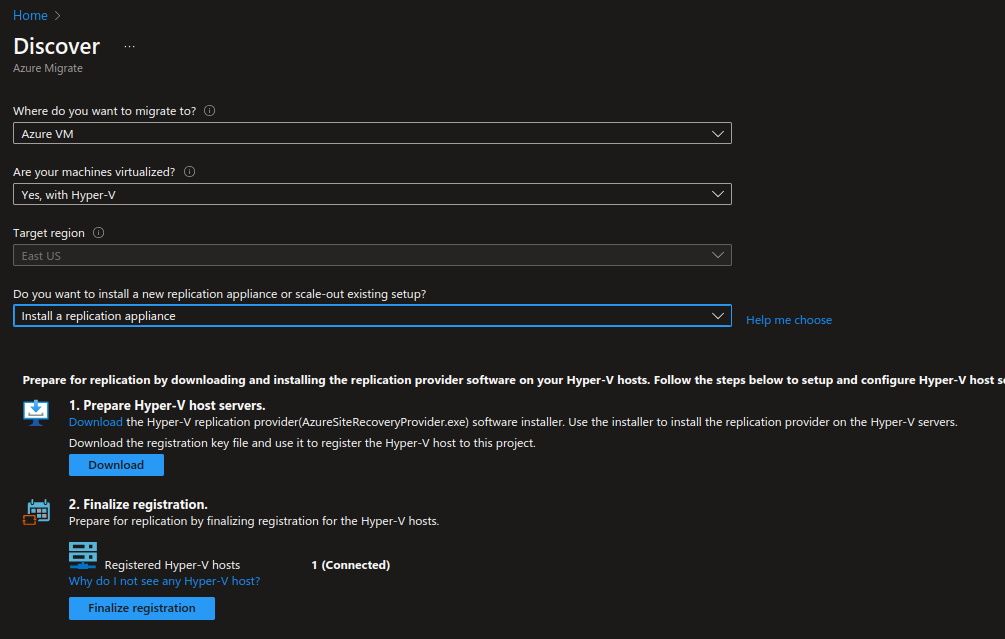 Home
Discover ...
Azure Migrate
Where do you want to migrate to?
Azure VM
Are your machines virtualized?
Yes, with Hyper-V
Target region
East US
Do you want to install a new replication appliance or scale-out existing setup?
Install a replication appliance
Help me choose
Prepare for replication by downloading and installing the replication provider software on your Hyper-V hosts. Follow the steps below to setup and configure Hyper-V host
1. Prepare Hyper-V host servers.
Download the Hyper-V replication provider(AzureSiteRecoveryProvider.exe) software installer. Use the installer to install the replication provider on the Hyper-V servers.
Download the registration key file and use it to register the Hyper-V host to this project.
Download
2. Finalize registration.
Prepare for replication by finalizing registration for the Hyper-V hosts.
Registered Hyper-V hosts 1 (Connected)
Why do I not see any Hyper-V host?
Finalize registration